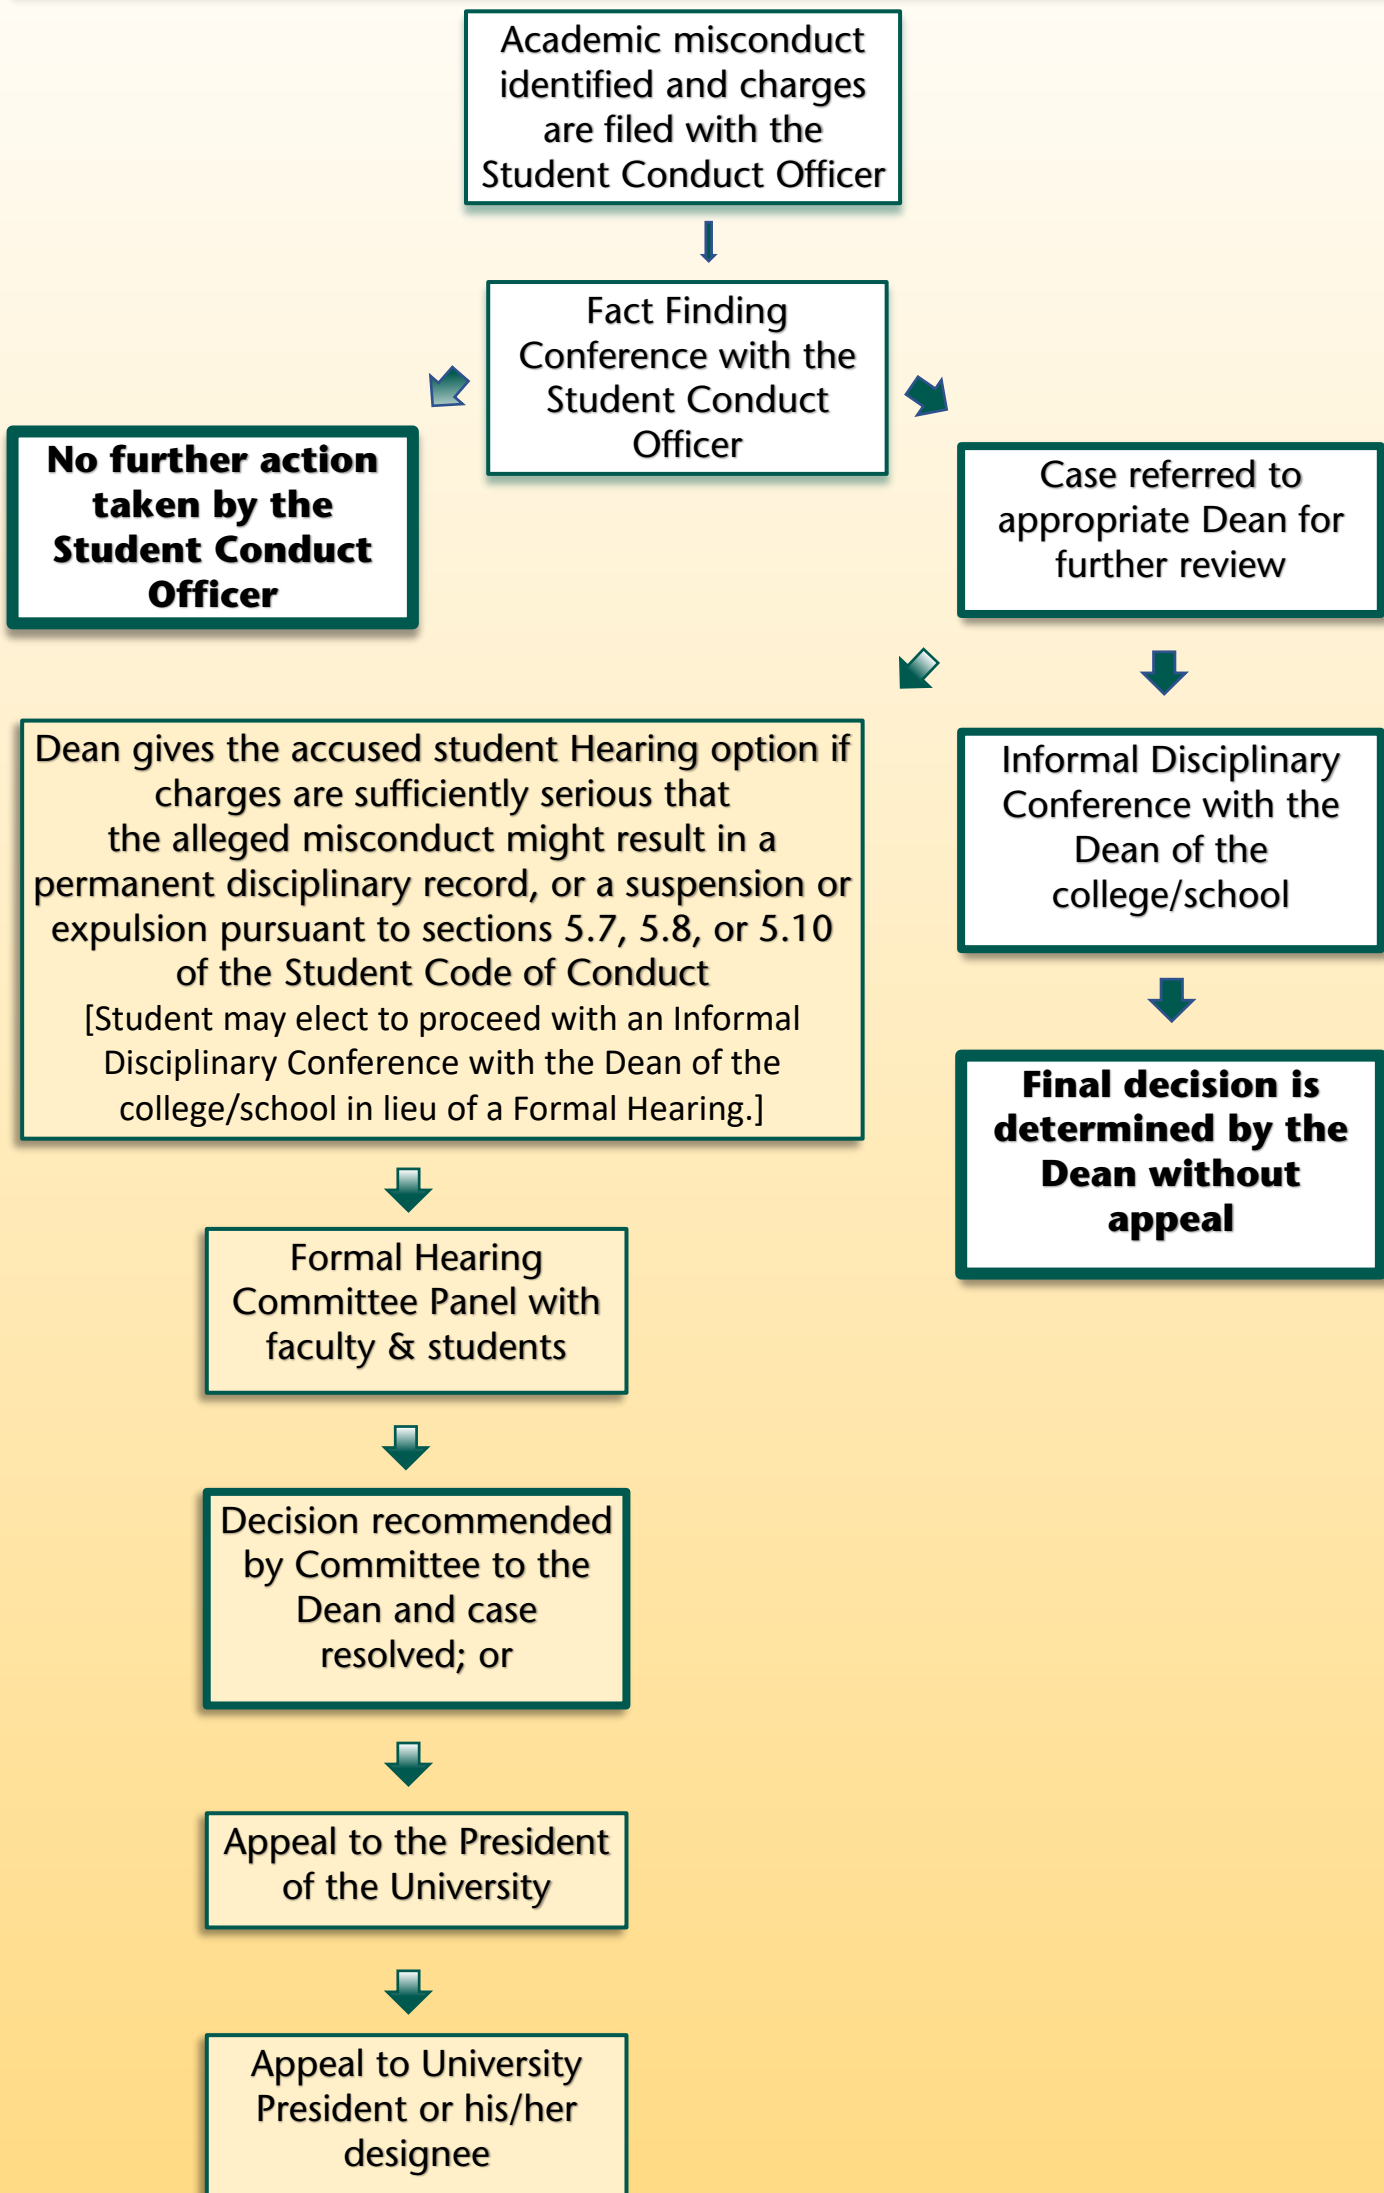 Academic misconduct
identified and charges
are filed with the
Student Conduct Officer
Fact Finding
Conference with the
Student Conduct
Officer
No further action
taken by the
Student Conduct
Officer
Case referred to
appropriate Dean for
further review
Dean gives the accused student Hearing option if
charges are sufficiently serious that
the alleged misconduct might result in a
permanent disciplinary record, or a suspension or
expulsion pursuant to sections 5.7, 5.8, or 5.10
of the Student Code of Conduct
[Student may elect to proceed with an Informal
Disciplinary Conference with the Dean of the
college/school in lieu of a Formal Hearing.]
Informal Disciplinary
Conference with the
Dean of the
college/school
Final decision is
determined by the
Dean without
appeal
Formal Hearing
Committee Panel with
faculty & students
Decision recommended
by Committee to the
Dean and case
resolved; or
Appeal to the President
of the University
Appeal to University
President or his/her
designee